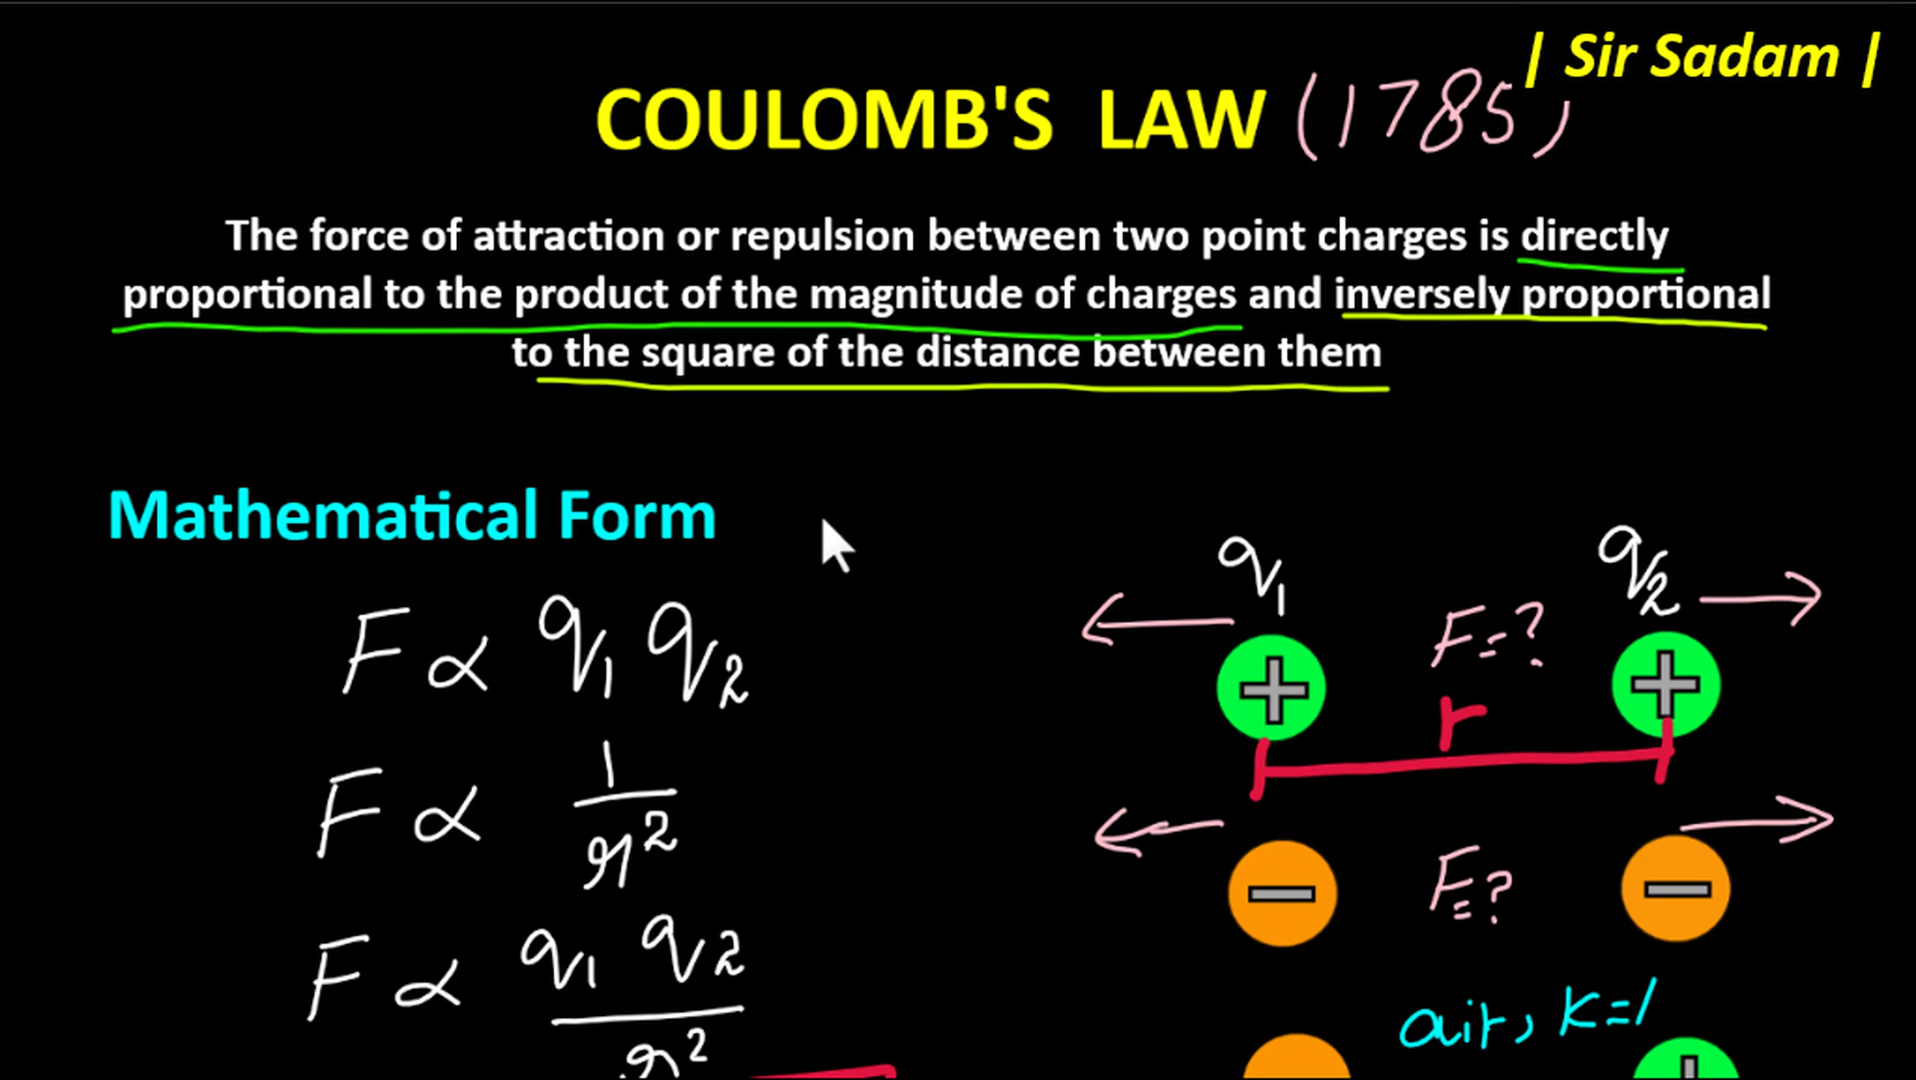 | Sir Sadam |
COULOMB'S LAW (1785)
The force of attraction or repulsion between two point charges is directly
proportional to the product of the magnitude of charges and inversely proportional
to the square of the distance between them
Mathematical Form
F ∝ q₁ q₂
F ∝ 1/r²
F ∝ q₁ q₂/r²
q₁ q₂
F=?
r
F=?
air, K=1